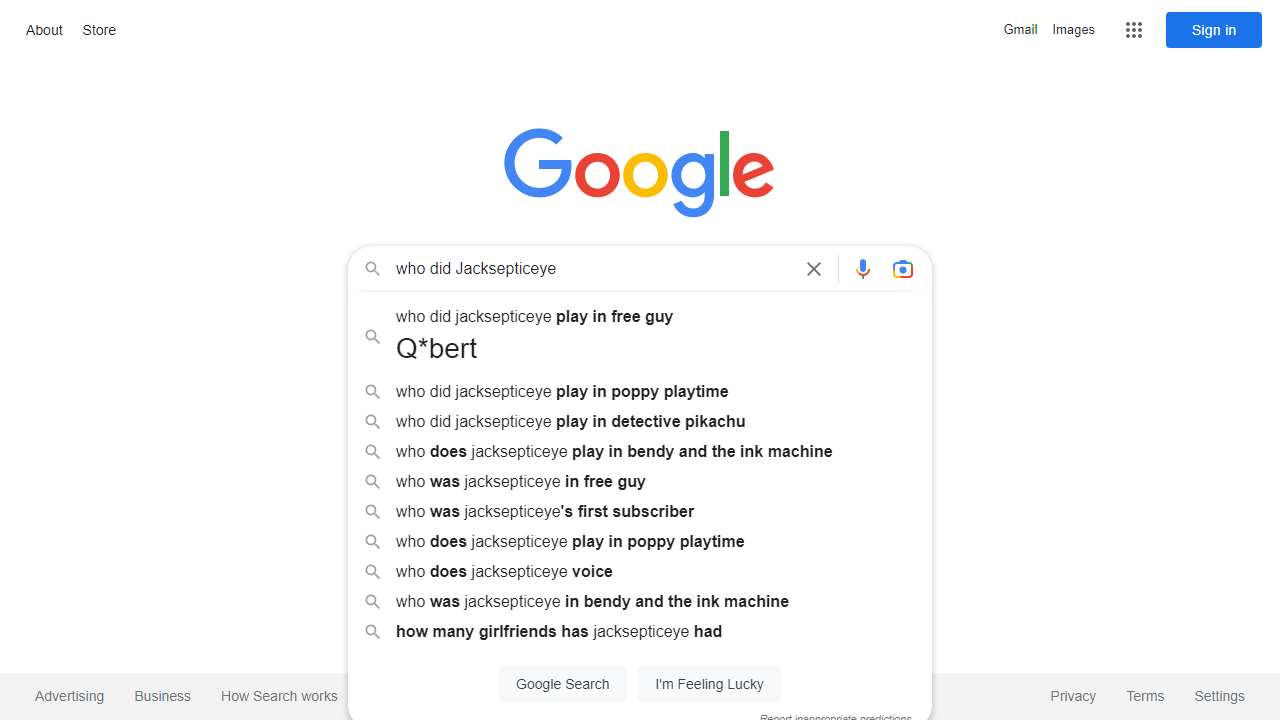 About Store Gmail Images Sign in
Google
who did Jacksepticeye
who did jacksepticeye play in free guy
Q*bert
who did jacksepticeye play in poppy playtime
who did jacksepticeye play in detective pikachu
who does jacksepticeye play in bendy and the ink machine
who was jacksepticeye in free guy
who was jacksepticeye's first subscriber
who does jacksepticeye play in poppy playtime
who does jacksepticeye voice
who was jacksepticeye in bendy and the ink machine
how many girlfriends has jacksepticeye had
Google Search I'm Feeling Lucky
Advertising Business How Search works Privacy Terms Settings
Report inappropriate predictions